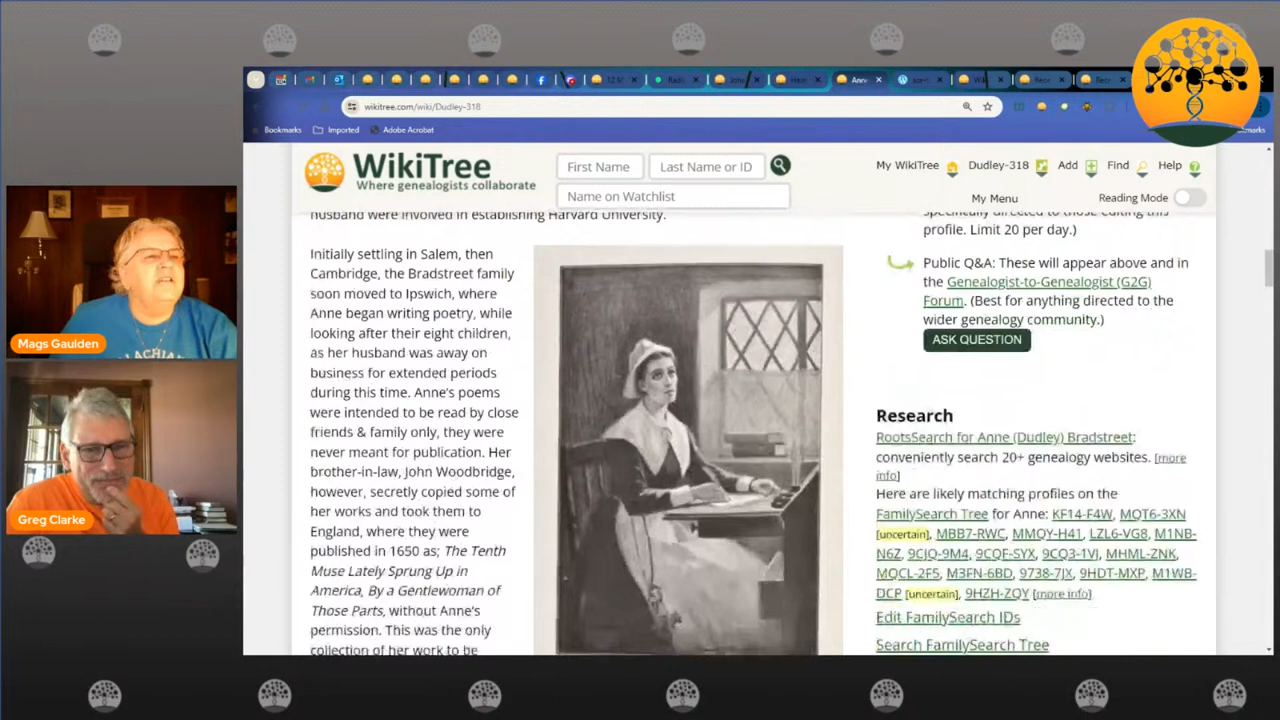 wikitree.com/wiki/Dudley-318
Bookmarks
Imported
Adobe Acrobat
WikiTree
Where genealogists collaborate
First Name
Last Name or ID
Name on Watchlist
My WikiTree
Dudley-318
Add
Find
Help
My Menu
Reading Mode
husband were involved in establishing Harvard University.
Initially settling in Salem, then
Cambridge, the Bradstreet family
soon moved to Ipswich, where
Anne began writing poetry, while
looking after their eight children,
as her husband was away on
business for extended periods
during this time. Anne's poems
were intended to be read by close
friends & family only, they were
never meant for publication. Her
brother-in-law, John Woodbridge,
however, secretly copied some of
her works and took them to
England, where they were
published in 1650 as; The Tenth
Muse Lately Sprung Up in
America, By a Gentlewoman of
Those Parts, without Anne's
permission. This was the only
collection of her work to be
specifically directed to those editing this
profile. Limit 20 per day.)
Public Q&A: These will appear above and in
the Genealogist-to-Genealogist (G2G)
Forum. (Best for anything directed to the
wider genealogy community.)
ASK QUESTION
Research
RootsSearch for Anne (Dudley) Bradstreet:
conveniently search 20+ genealogy websites. [more
info]
Here are likely matching profiles on the
FamilySearch Tree for Anne: KF14-F4W, MQT6-3XN
[uncertain], MBB7-RWC, MMQY-H41, LZL6-VG8, M1NB-
N6Z, 9CJQ-9M4, 9CQF-SYX, 9CQ3-1VJ, MHML-ZNK,
MQCL-2F5, M3FN-6BD, 9738-7JX, 9HDT-MXP, M1WB-
DCP [uncertain], 9HZH-ZQY [more info]
Edit FamilySearch IDs
Search FamilySearch Tree
Mags Gaulden
Greg Clarke